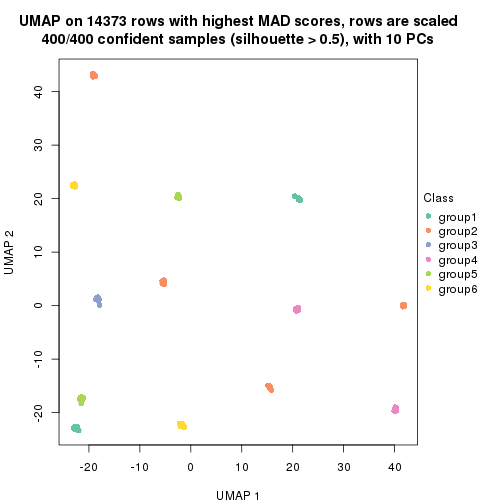 UMAP on 14373 rows with highest MAD scores, rows are scaled
400/400 confident samples (silhouette > 0.5), with 10 PCs
40
30
20
10
0
-10
-20
UMAP 2
-20
-10
0
10
20
30
40
UMAP 1
Class
group1
group2
group3
group4
group5
group6